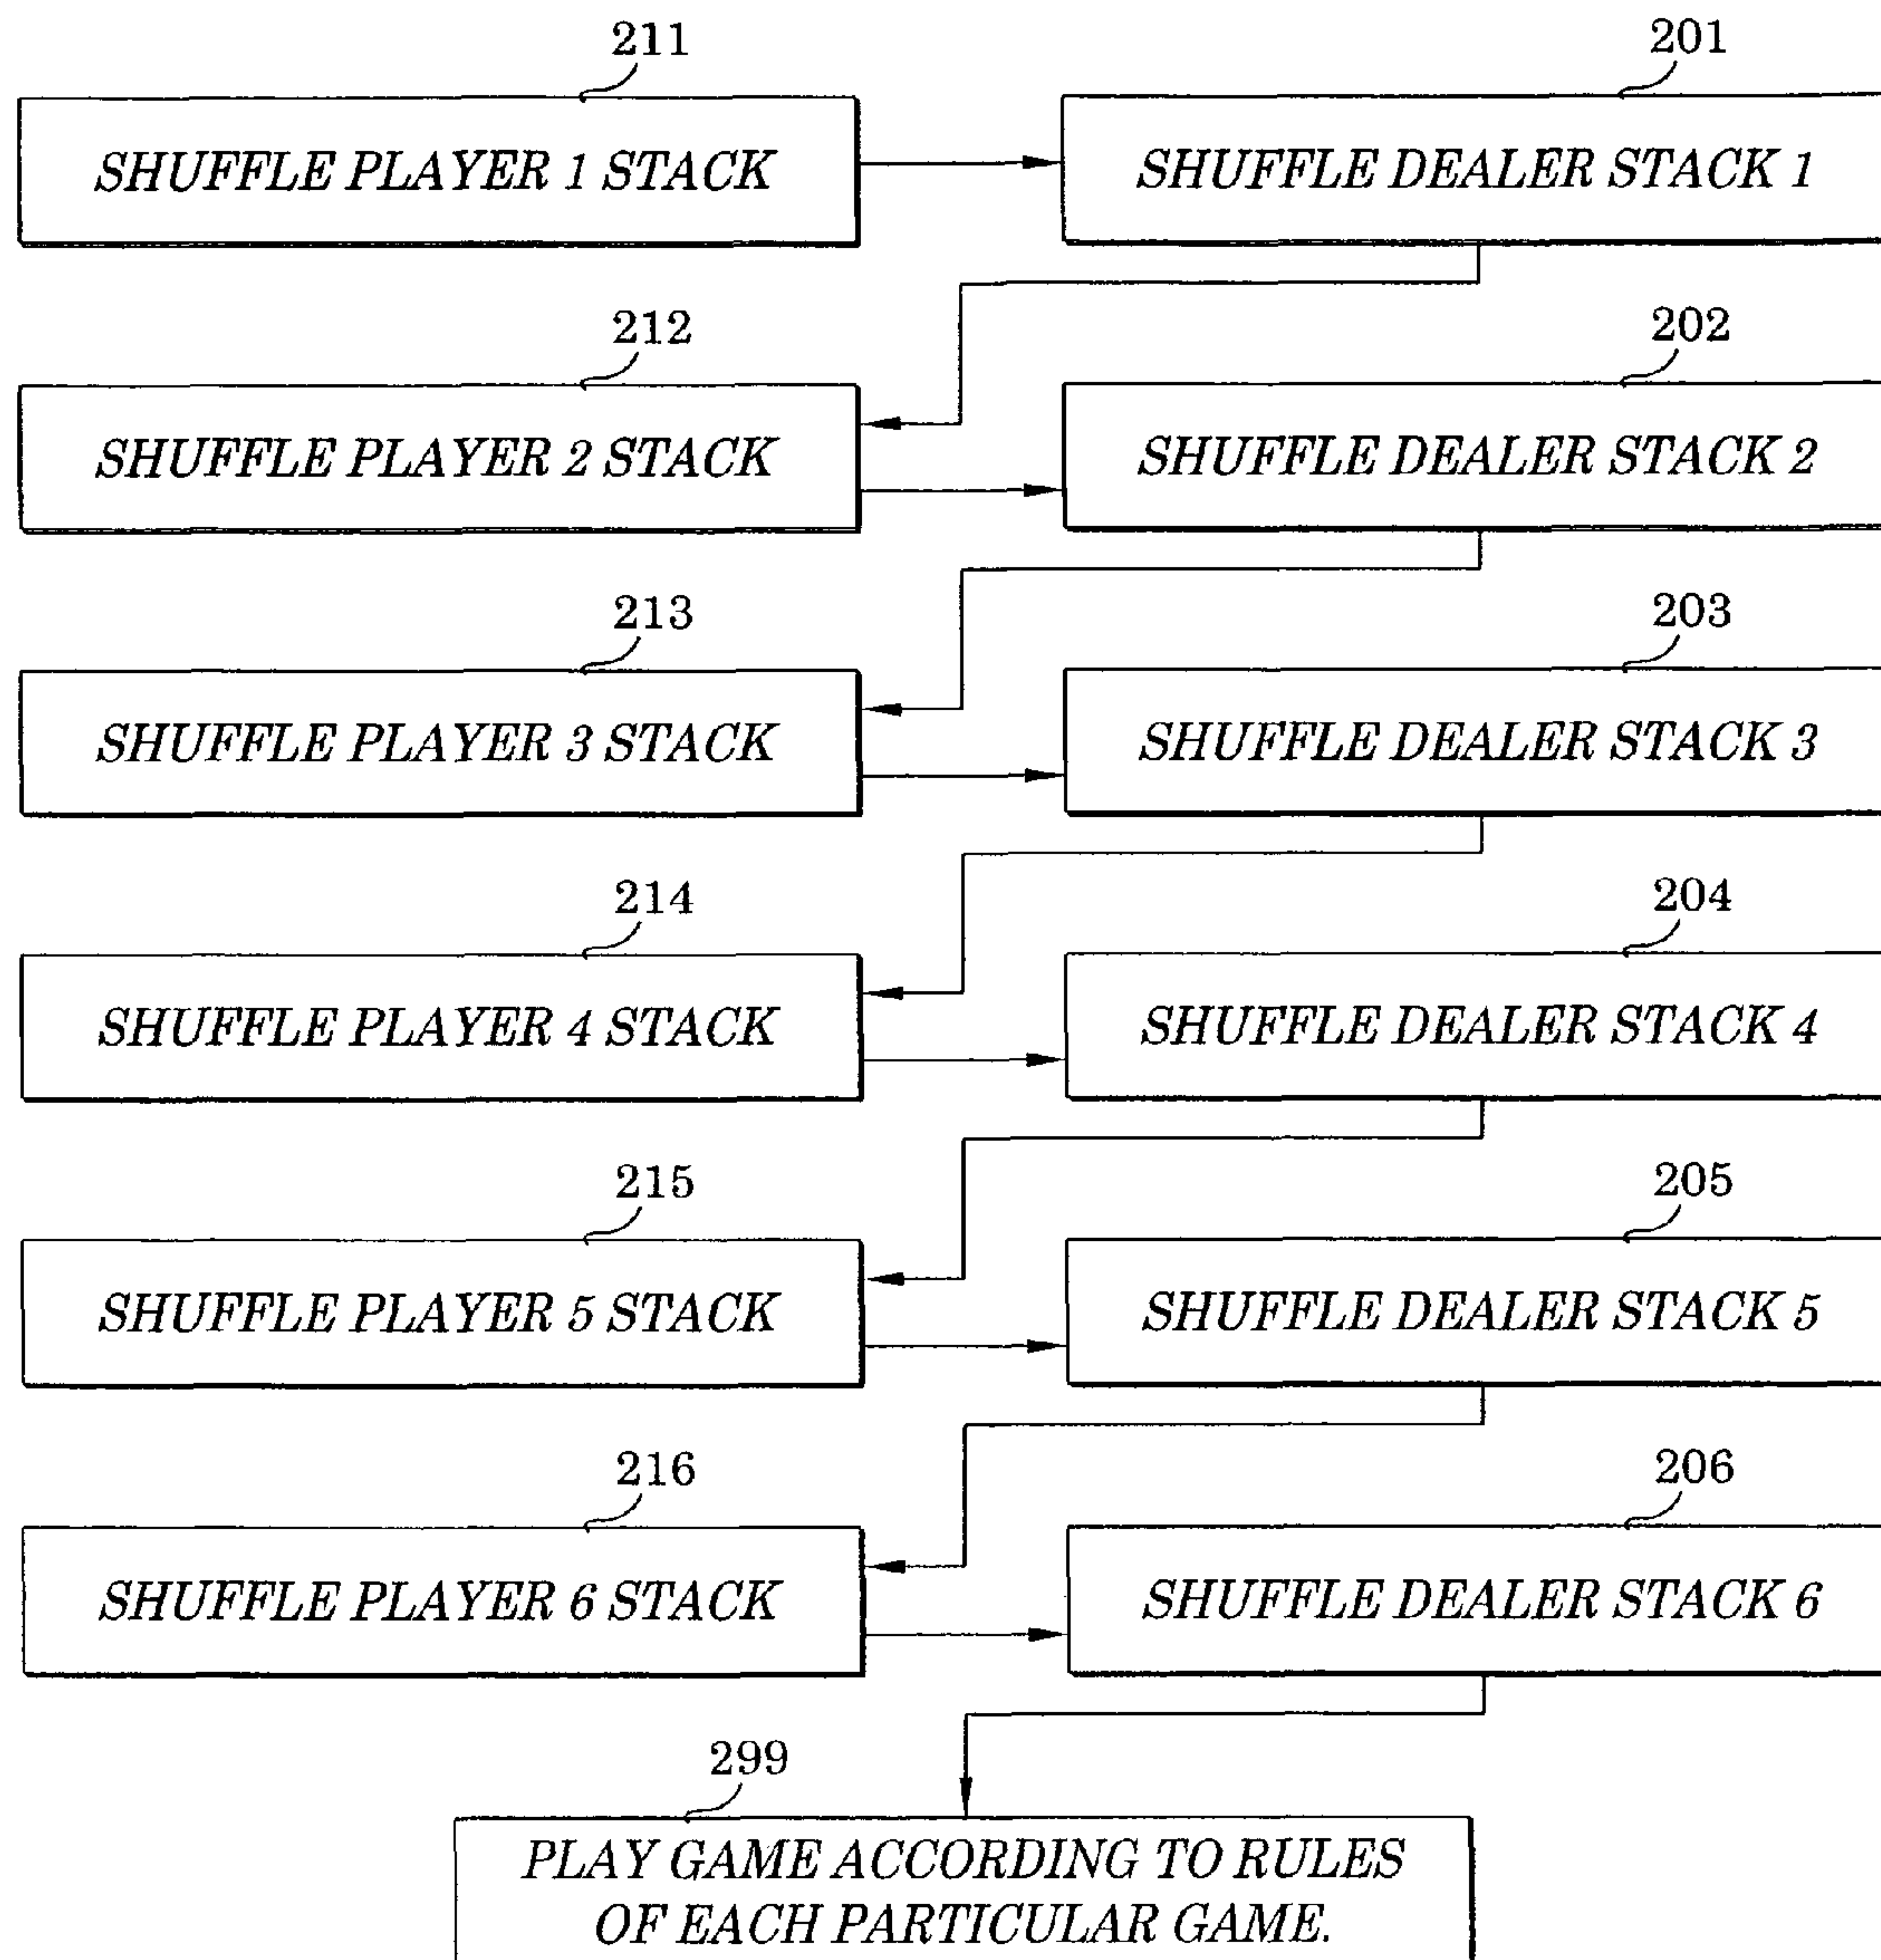 211
201
SHUFFLE PLAYER 1 STACK
SHUFFLE DEALER STACK 1
212
202
SHUFFLE PLAYER 2 STACK
SHUFFLE DEALER STACK 2
213
203
SHUFFLE PLAYER 3 STACK
SHUFFLE DEALER STACK 3
214
204
SHUFFLE PLAYER 4 STACK
SHUFFLE DEALER STACK 4
215
205
SHUFFLE PLAYER 5 STACK
SHUFFLE DEALER STACK 5
216
206
SHUFFLE PLAYER 6 STACK
SHUFFLE DEALER STACK 6
299
PLAY GAME ACCORDING TO RULES
OF EACH PARTICULAR GAME.